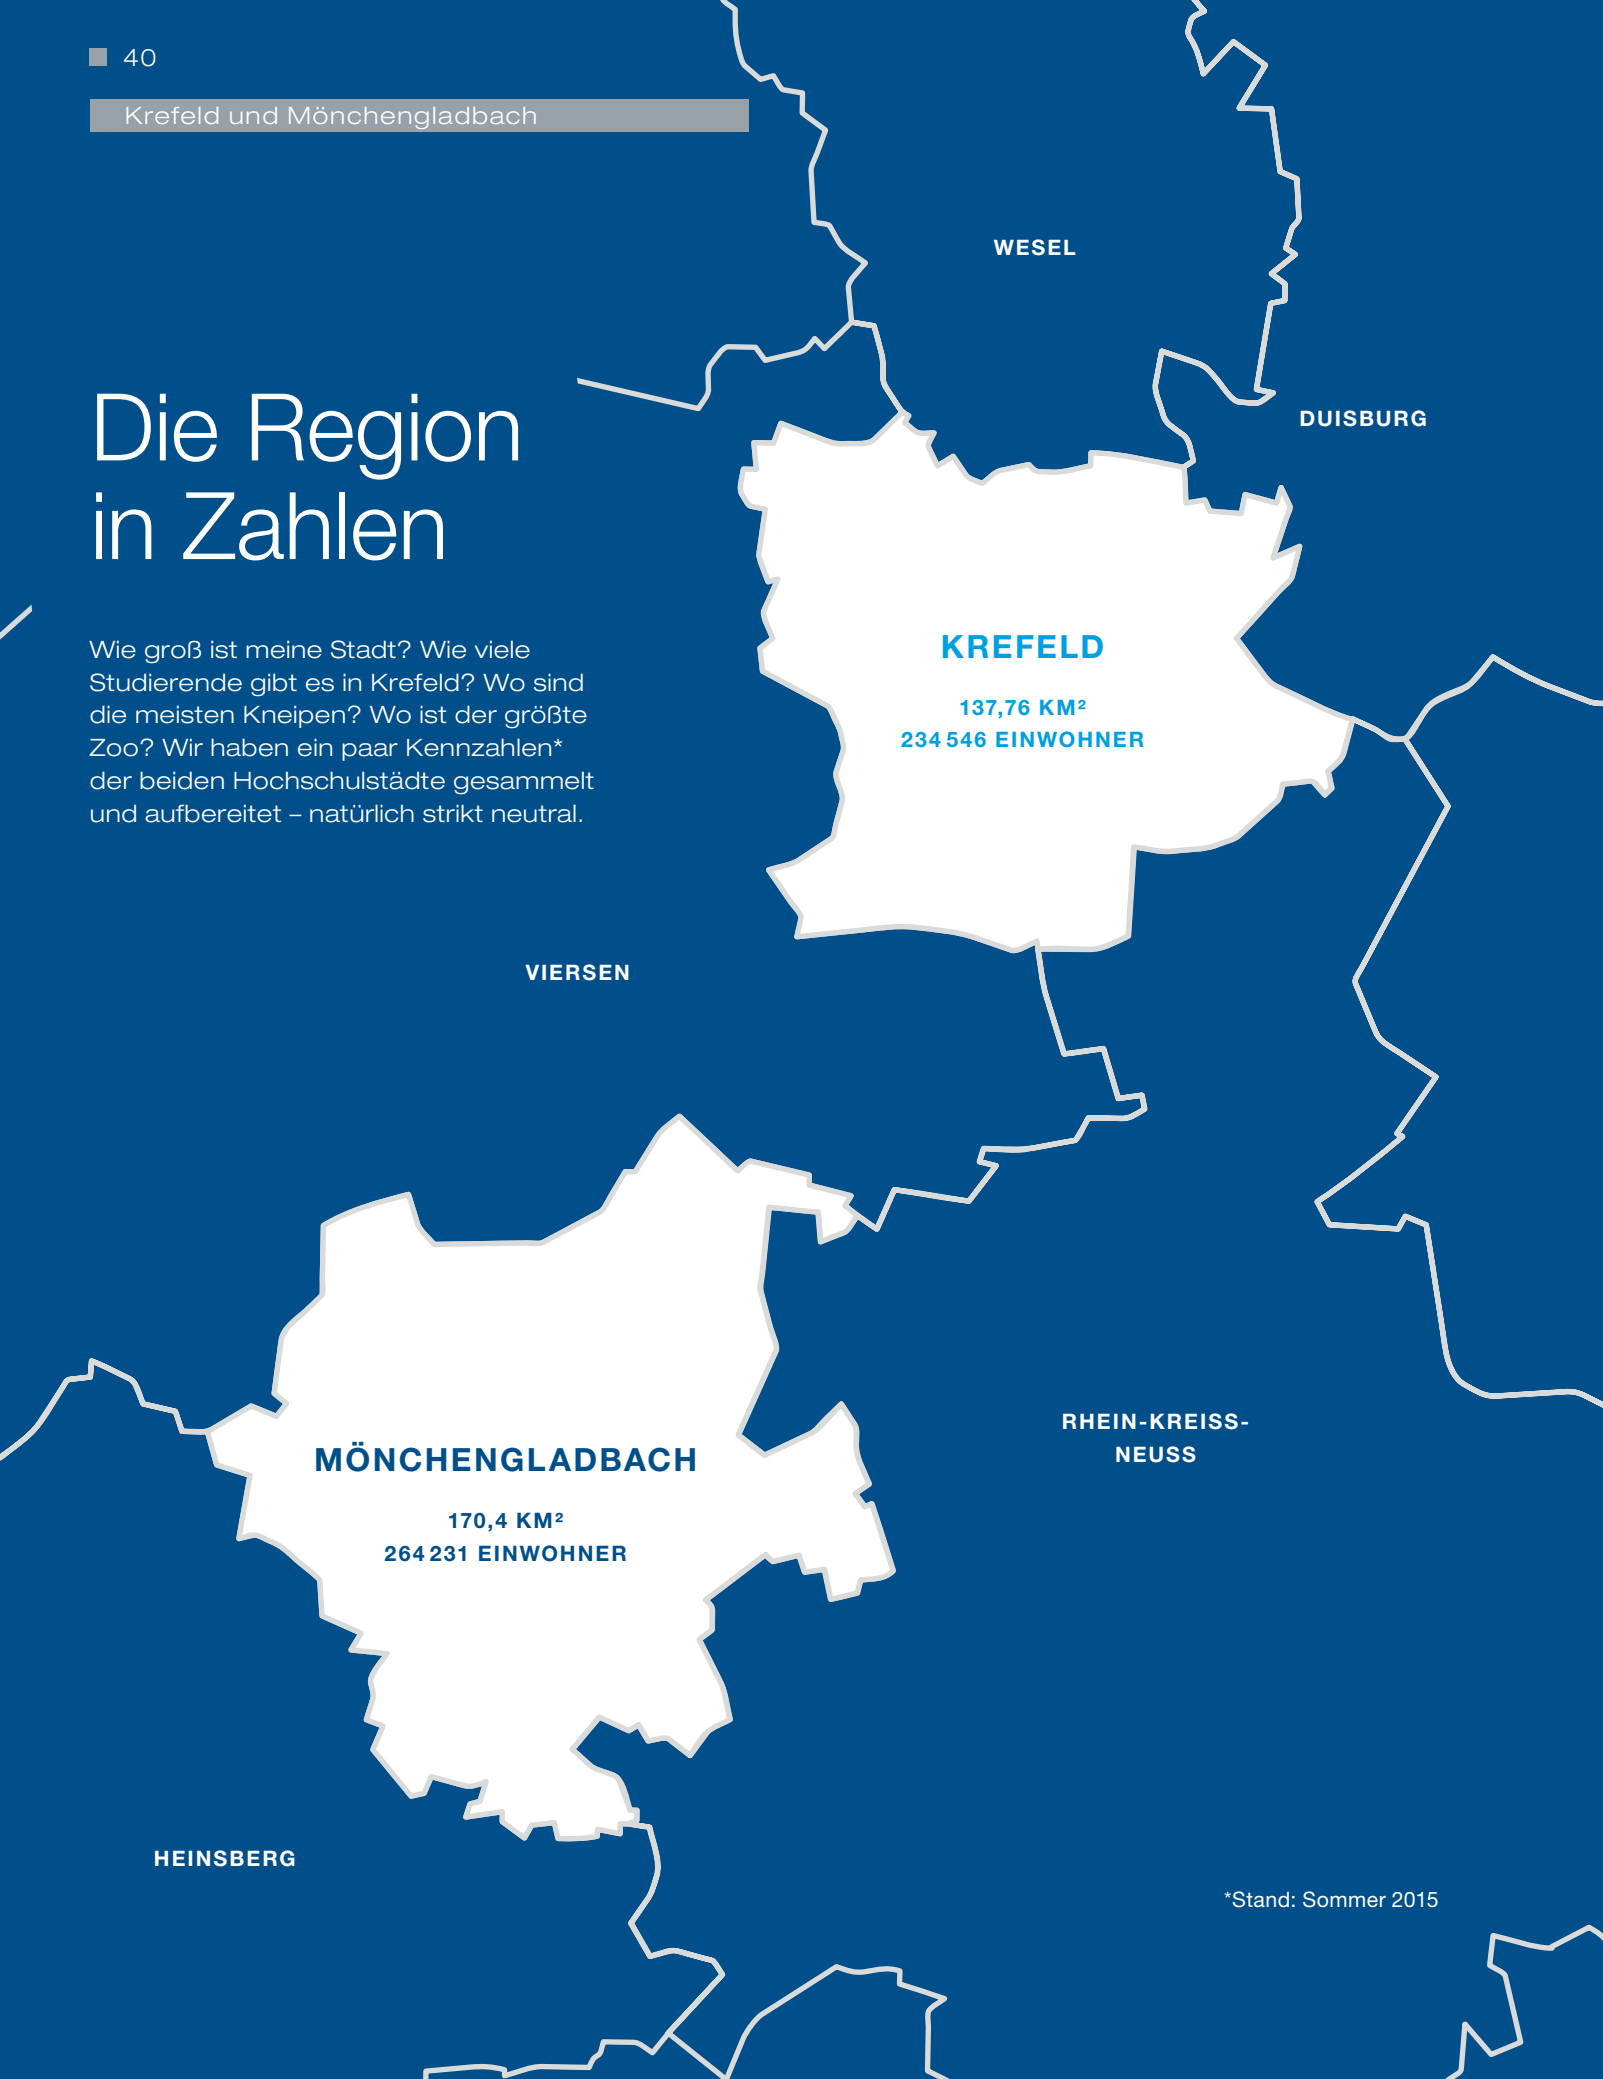 40
Krefeld und Mönchengladbach
WESEL
DUISBURG
Die Region
in Zahlen
Wie groß ist meine Stadt? Wie viele
Studierende gibt es in Krefeld? Wo sind
die meisten Kneipen? Wo ist der größte
Zoo? Wir haben ein paar Kennzahlen*
der beiden Hochschulstädte gesammelt
und aufbereitet – natürlich strikt neutral.
KREFELD
137,76 KM²
234 546 EINWOHNER
VIERSEN
RHEIN-KREISS-
NEUSS
MÖNCHENGLADBACH
170,4 KM²
264 231 EINWOHNER
HEINSBERG
*Stand: Sommer 2015